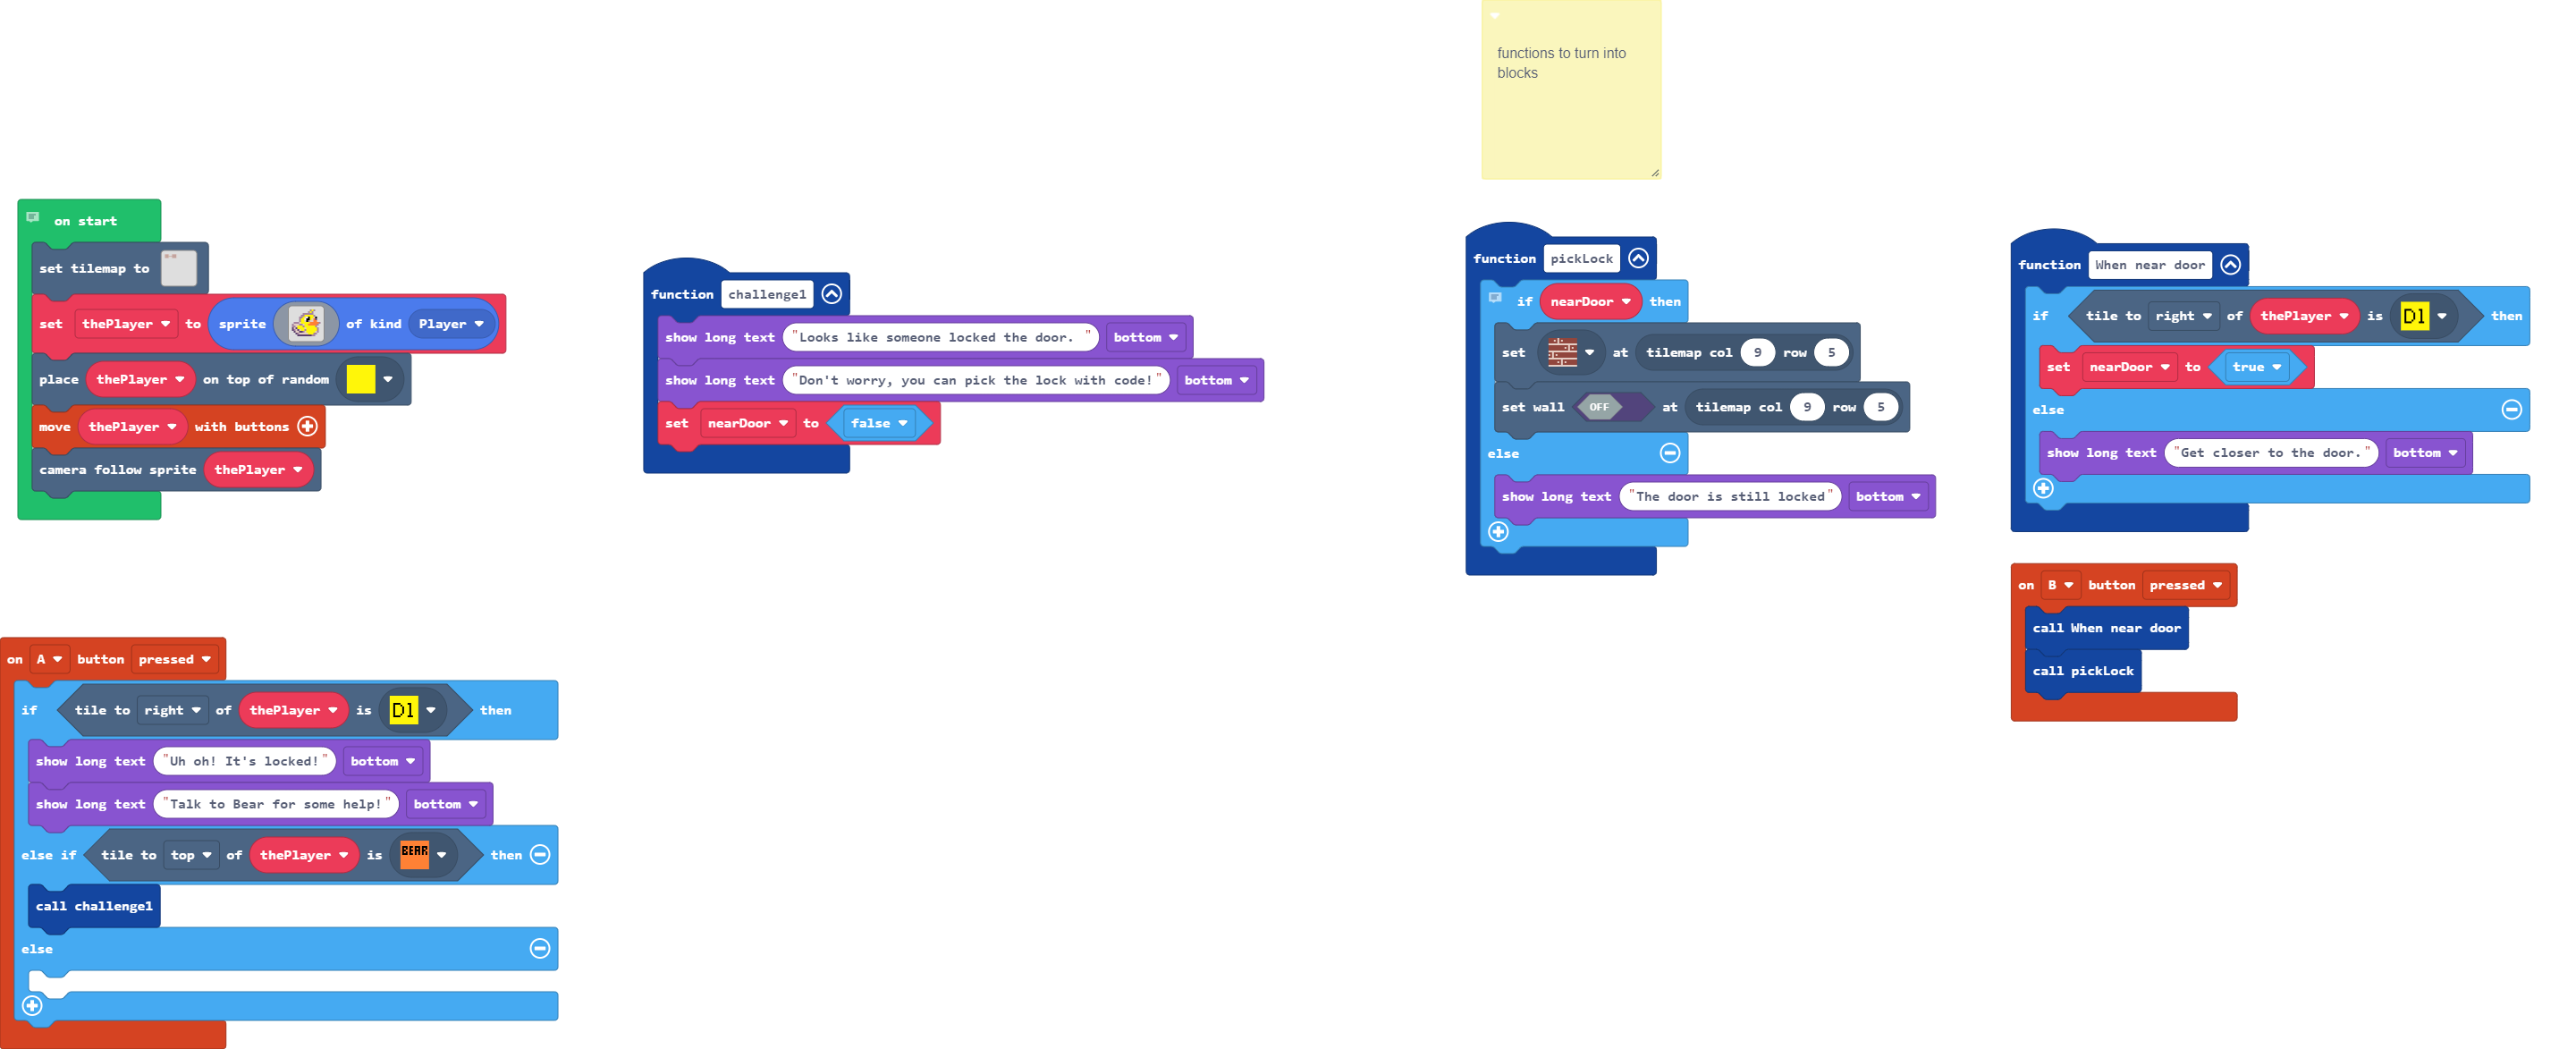 functions to turn into
blocks
on start
set tilemap to
set thePlayer to sprite of kind Player
place thePlayer on top of random
move thePlayer with buttons
camera follow sprite thePlayer
function challenge1
show long text "Looks like someone locked the door. " bottom
show long text "Don't worry, you can pick the lock with code!" bottom
set nearDoor to false
function pickLock
if nearDoor then
set at tilemap col 9 row 5
set wall OFF at tilemap col 9 row 5
else
show long text "The door is still locked" bottom
function When near door
if tile to right of thePlayer is D1 then
set nearDoor to true
else
show long text "Get closer to the door." bottom
on B button pressed
call When near door
call pickLock
on A button pressed
if tile to right of thePlayer is D1 then
show long text "Uh oh! It's locked!" bottom
show long text "Talk to Bear for some help!" bottom
else if tile to top of thePlayer is BEAR then
call challenge1
else